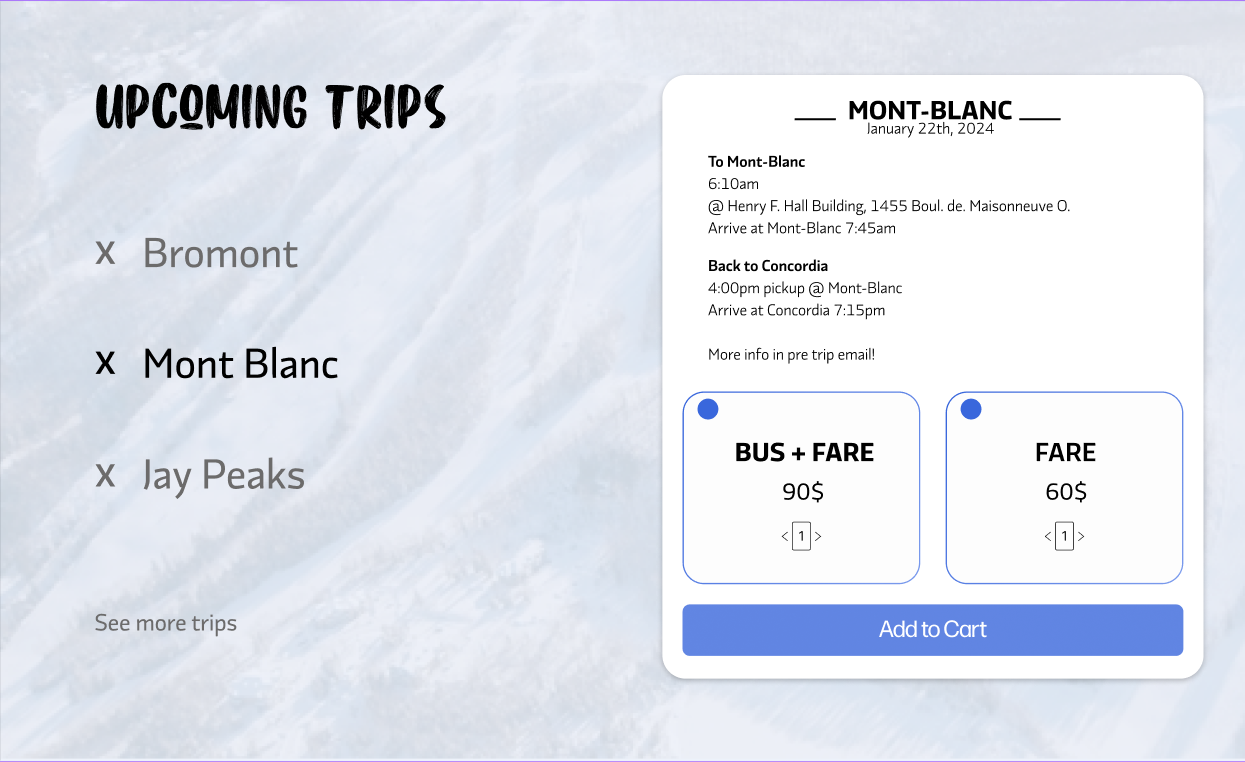 UPCOMING TRIPS
x Bromont
x Mont Blanc
x Jay Peaks
See more trips
MONT-BLANC
January 22th, 2024
To Mont-Blanc
6:10am
@ Henry F. Hall Building, 1455 Boul. de. Maisonneuve O.
Arrive at Mont-Blanc 7:45am
Back to Concordia
4:00pm pickup @ Mont-Blanc
Arrive at Concordia 7:15pm
More info in pre trip email!
BUS + FARE
90$
< 1 >
FARE
60$
< 1 >
Add to Cart